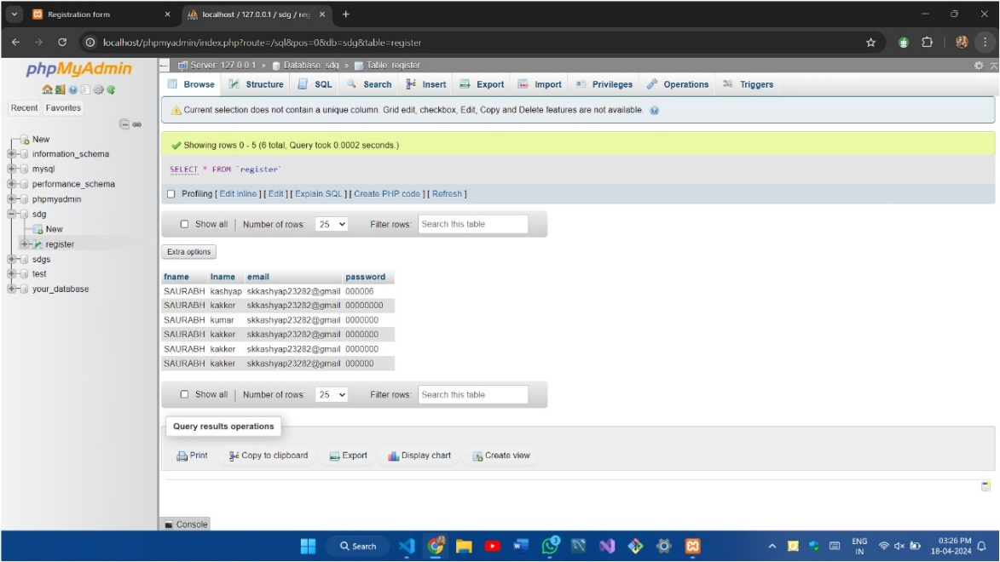 Registration form
localhost / 127.0.0.1 / sdg / reg
localhost/phpmyadmin/index.php?route=/sql&pos=0&db=sdg&table=register
phpMyAdmin
Recent Favorites
New
information_schema
mysql
performance_schema
phpmyadmin
sdg
New
register
sdgs
test
your_database
Server: 127.0.0.1 » Database: sdg » Table: register
Browse Structure SQL Search Insert Export Import Privileges Operations Triggers
Current selection does not contain a unique column. Grid edit, checkbox, Edit, Copy and Delete features are not available.
Showing rows 0 - 5 (6 total, Query took 0.0002 seconds.)
SELECT * FROM `register`
Profiling [ Edit inline ] [ Edit ] [ Explain SQL ] [ Create PHP code ] [ Refresh ]
Show all | Number of rows: 25 Filter rows: Search this table
Extra options
fname lname email password
SAURABH kashyap skkashyap23282@gmail 000006
SAURABH kakker skkashyap23282@gmail 00000000
SAURABH kumar skkashyap23282@gmail 0000000
SAURABH kakker skkashyap23282@gmail 0000000
SAURABH kakker skkashyap23282@gmail 0000000
SAURABH kakker skkashyap23282@gmail 000000
Show all | Number of rows: 25 Filter rows: Search this table
Query results operations
Print Copy to clipboard Export Display chart Create view
Console
Search
3
ENG
IN
03:26 PM
18-04-2024